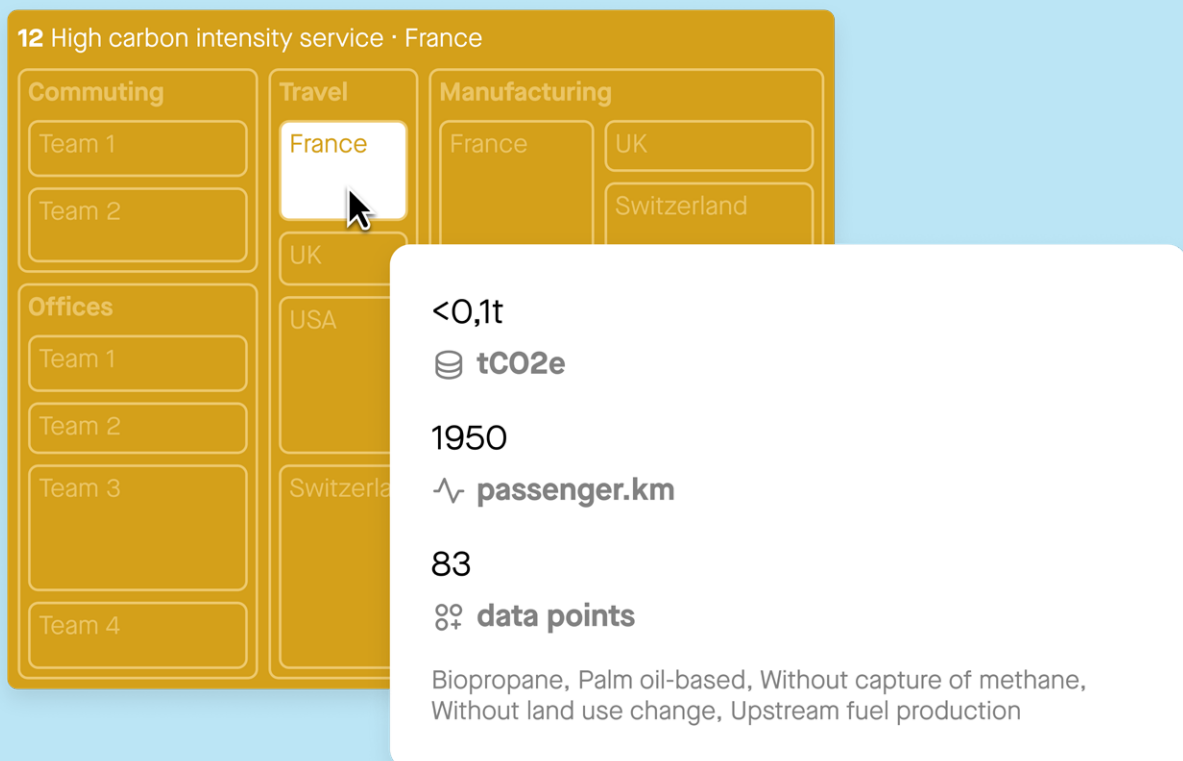 12 High carbon intensity service · France
Commuting
Team 1
Team 2
Offices
Team 1
Team 2
Team 3
Team 4
Travel
France
UK
USA
Switzerla
Manufacturing
France
UK
Switzerland
<0,1t
tCO2e
1950
passenger.km
83
data points
Biopropane, Palm oil-based, Without capture of methane,
Without land use change, Upstream fuel production